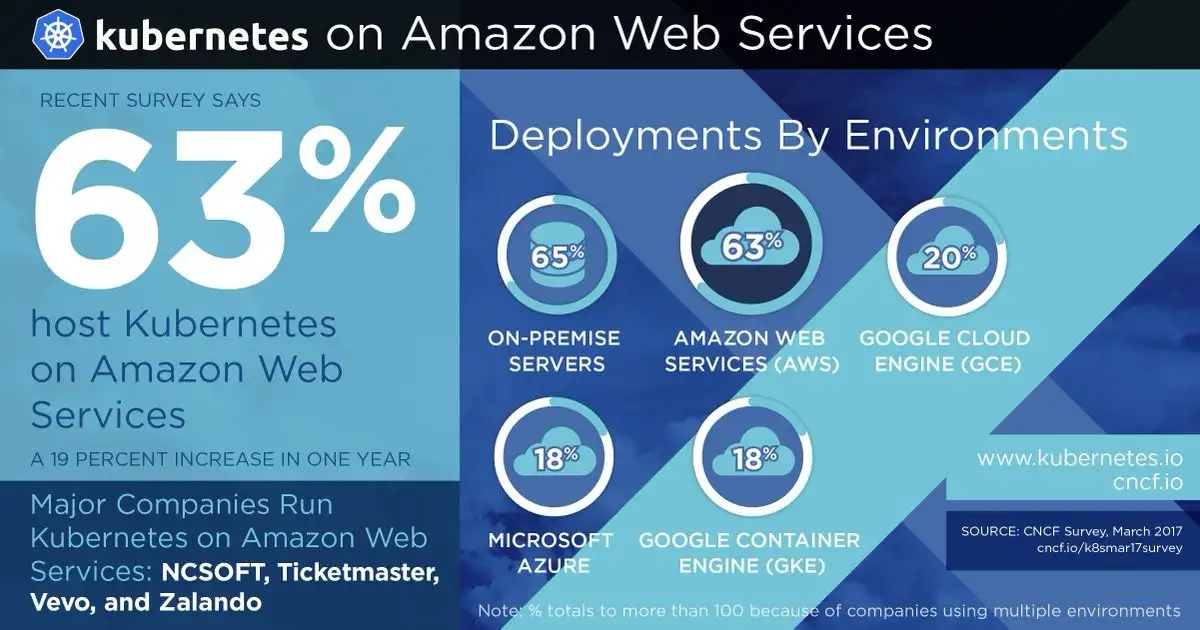 kubernetes on Amazon Web Services
RECENT SURVEY SAYS
63%
host Kubernetes
on Amazon Web
Services
A 19 PERCENT INCREASE IN ONE YEAR
Major Companies Run
Kubernetes on Amazon Web
Services: NCSOFT, Ticketmaster,
Vevo, and Zalando
Deployments By Environments
65%
ON-PREMISE
SERVERS
63%
AMAZON WEB
SERVICES (AWS)
20%
GOOGLE CLOUD
ENGINE (GCE)
18%
MICROSOFT
AZURE
18%
GOOGLE CONTAINER
ENGINE (GKE)
www.kubernetes.io
cncf.io
SOURCE: CNCF Survey, March 2017
cncf.io/k8smar17survey
Note: % totals to more than 100 because of companies using multiple environments